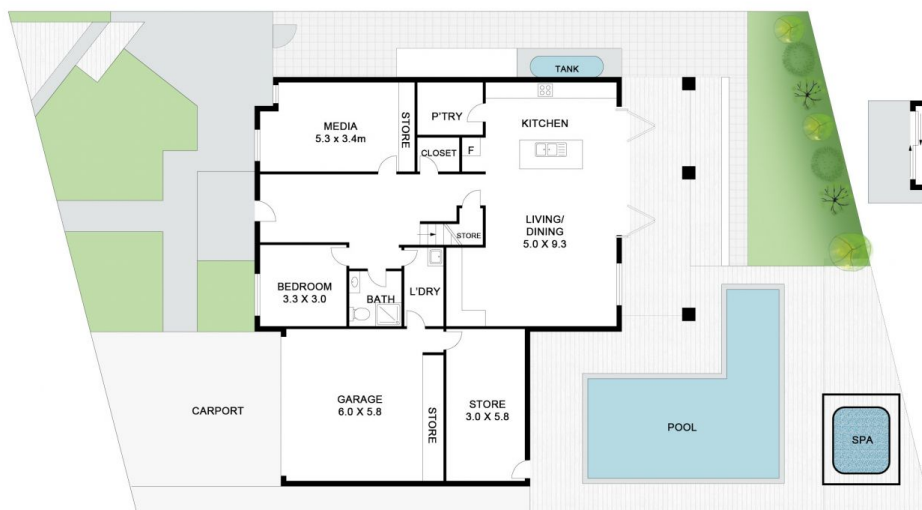 TANK
MEDIA
5.3 x 3.4m
STORE
P'TRY
KITCHEN
CLOSET
F
LIVING/
DINING
5.0 X 9.3
STORE
BEDROOM
3.3 X 3.0
BATH
L'DRY
CARPORT
GARAGE
6.0 X 5.8
STORE
STORE
3.0 X 5.8
POOL
SPA